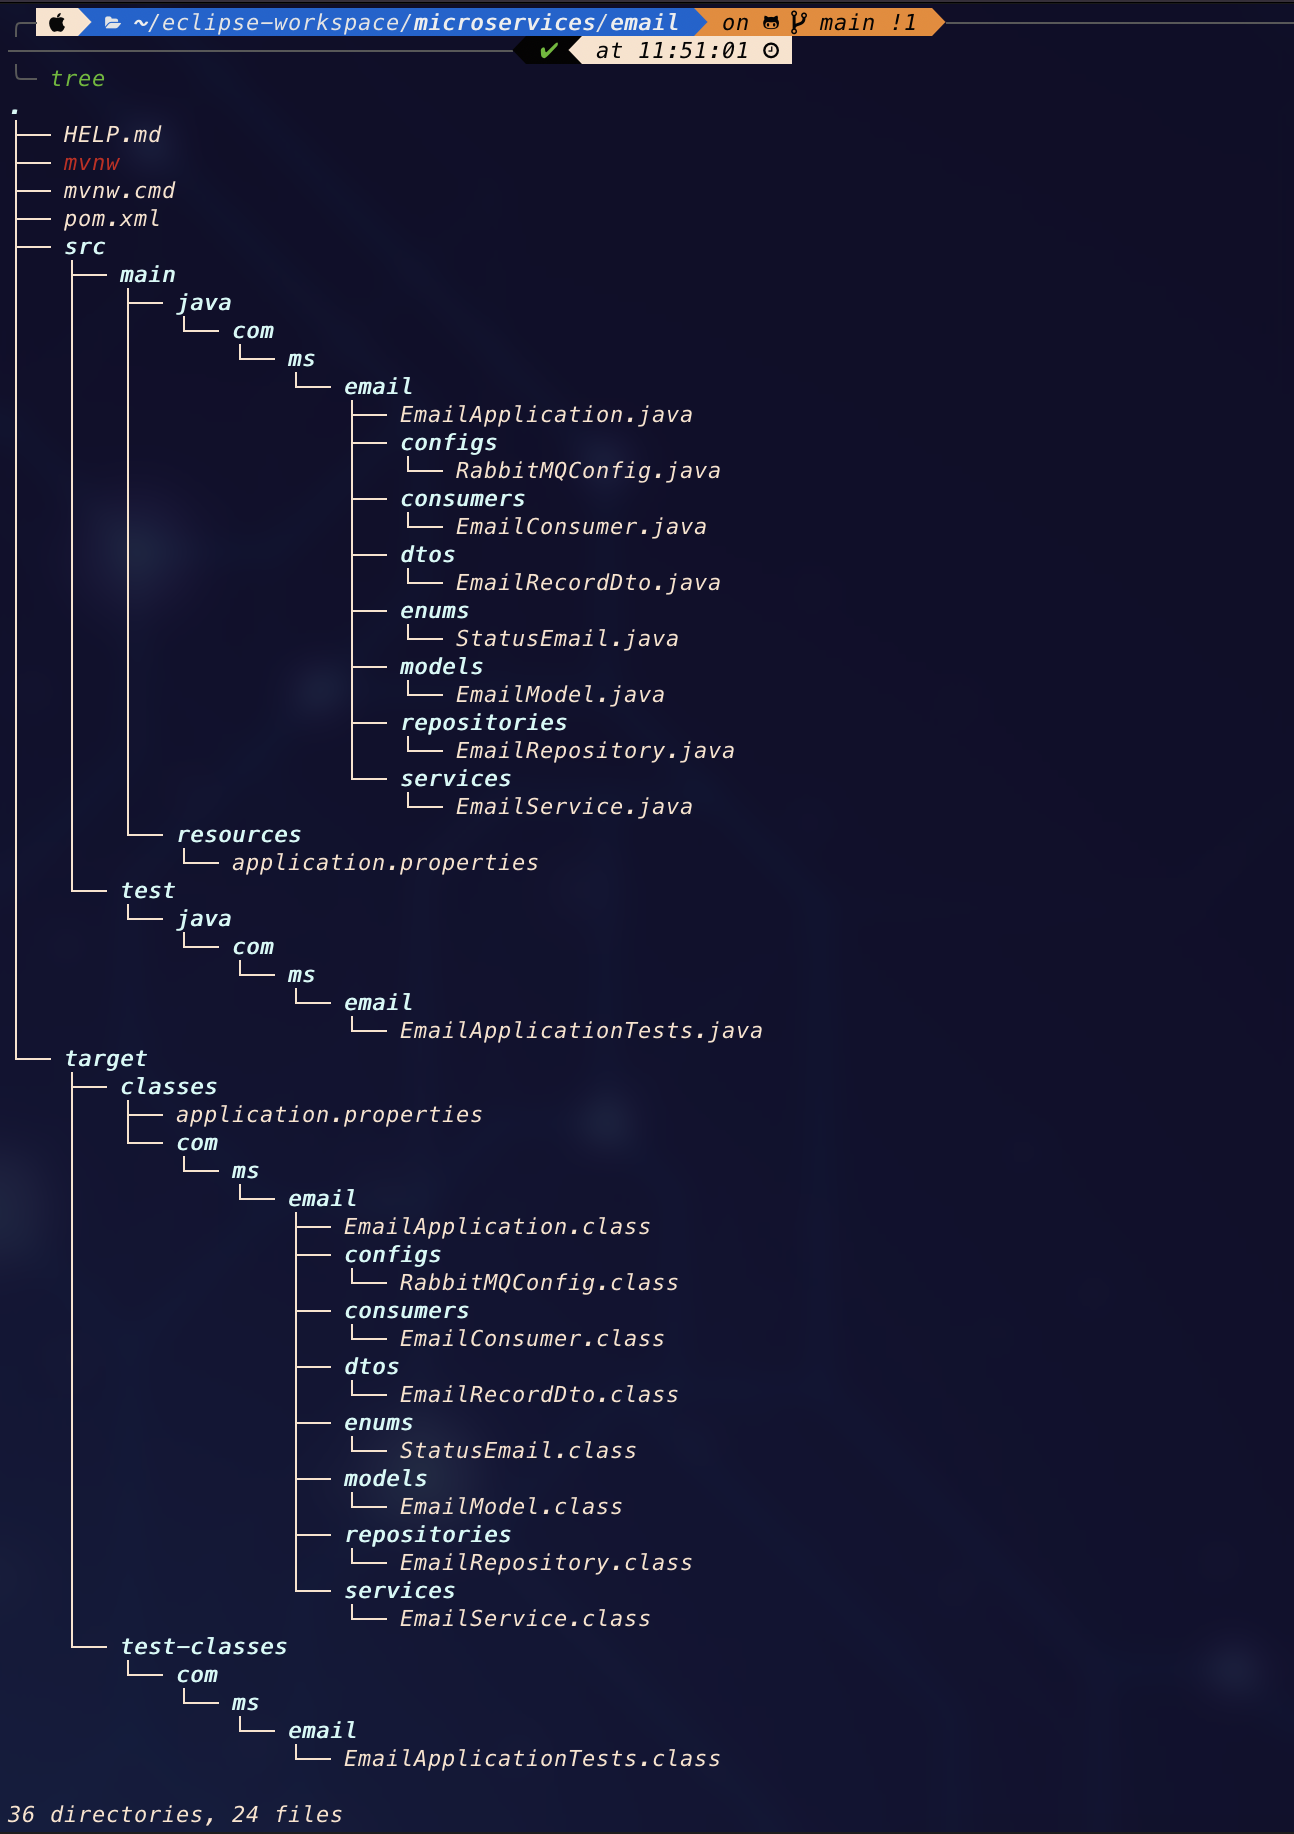 ~/eclipse-workspace/microservices/email on main !1
✔ at 11:51:01
tree
.
├── HELP.md
├── mvnw
├── mvnw.cmd
├── pom.xml
├── src
│   ├── main
│   │   ├── java
│   │   │   └── com
│   │   │       └── ms
│   │   │           └── email
│   │   │               ├── EmailApplication.java
│   │   │               ├── configs
│   │   │               │   └── RabbitMQConfig.java
│   │   │               ├── consumers
│   │   │               │   └── EmailConsumer.java
│   │   │               ├── dtos
│   │   │               │   └── EmailRecordDto.java
│   │   │               ├── enums
│   │   │               │   └── StatusEmail.java
│   │   │               ├── models
│   │   │               │   └── EmailModel.java
│   │   │               ├── repositories
│   │   │               │   └── EmailRepository.java
│   │   │               └── services
│   │   │                   └── EmailService.java
│   │   └── resources
│   │       └── application.properties
│   └── test
│       └── java
│           └── com
│               └── ms
│                   └── email
│                       └── EmailApplicationTests.java
└── target
    ├── classes
    │   ├── application.properties
    │   └── com
    │       └── ms
    │           └── email
    │               ├── EmailApplication.class
    │               ├── configs
    │               │   └── RabbitMQConfig.class
    │               ├── consumers
    │               │   └── EmailConsumer.class
    │               ├── dtos
    │               │   └── EmailRecordDto.class
    │               ├── enums
    │               │   └── StatusEmail.class
    │               ├── models
    │               │   └── EmailModel.class
    │               ├── repositories
    │               │   └── EmailRepository.class
    │               └── services
    │                   └── EmailService.class
    └── test-classes
        └── com
            └── ms
                └── email
                    └── EmailApplicationTests.class
36 directories, 24 files